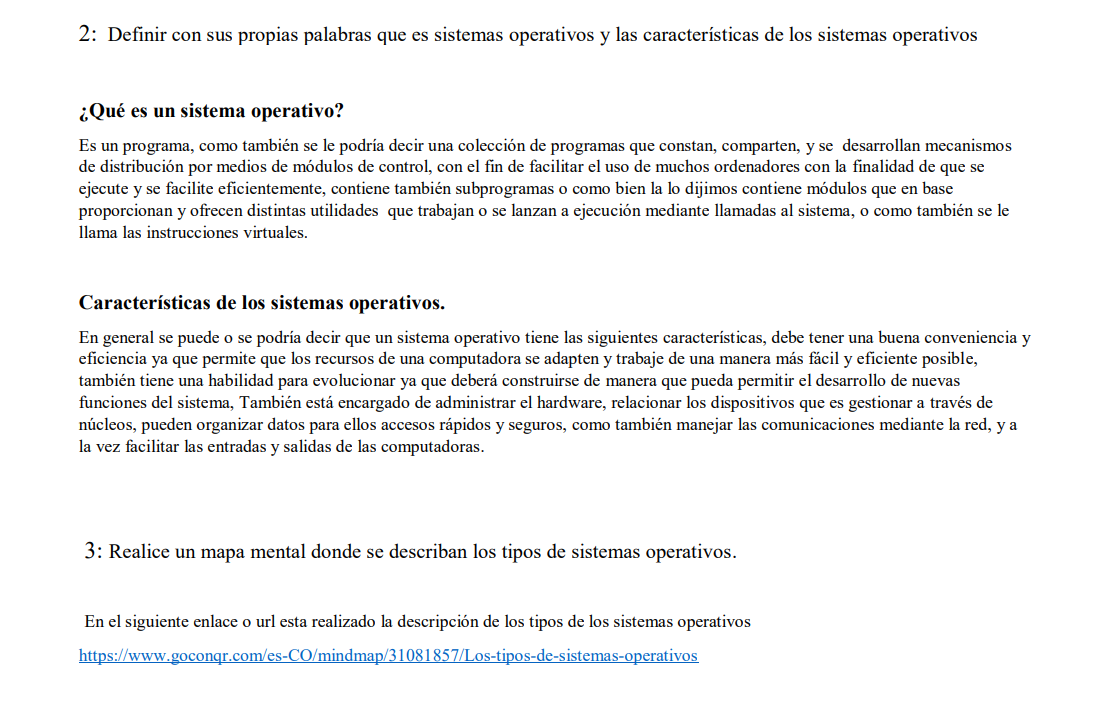 2: Definir con sus propias palabras que es sistemas operativos y las características de los sistemas operativos
¿Qué es un sistema operativo?
Es un programa, como también se le podría decir una colección de programas que constan, comparten, y se desarrollan mecanismos
de distribución por medios de módulos de control, con el fin de facilitar el uso de muchos ordenadores con la finalidad de que se
ejecute y se facilite eficientemente, contiene también subprogramas o como bien la lo dijimos contiene módulos que en base
proporcionan y ofrecen distintas utilidades que trabajan o se lanzan a ejecución mediante llamadas al sistema, o como también se le
llama las instrucciones virtuales.
Características de los sistemas operativos.
En general se puede o se podría decir que un sistema operativo tiene las siguientes características, debe tener una buena conveniencia y
eficiencia ya que permite que los recursos de una computadora se adapten y trabaje de una manera más fácil y eficiente posible,
también tiene una habilidad para evolucionar ya que deberá construirse de manera que pueda permitir el desarrollo de nuevas
funciones del sistema, También está encargado de administrar el hardware, relacionar los dispositivos que es gestionar a través de
núcleos, pueden organizar datos para ellos accesos rápidos y seguros, como también manejar las comunicaciones mediante la red, y a
la vez facilitar las entradas y salidas de las computadoras.
3: Realice un mapa mental donde se describan los tipos de sistemas operativos.
En el siguiente enlace o url esta realizado la descripción de los tipos de los sistemas operativos
https://www.goconqr.com/es-CO/mindmap/31081857/Los-tipos-de-sistemas-operativos